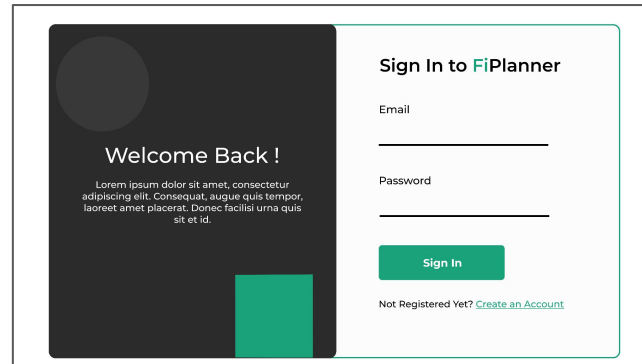 Welcome Back !
Lorem ipsum dolor sit amet, consectetur
adipiscing elit. Consequat, augue quis tempor,
laoreet amet placerat. Donec facilisi urna quis
sit et id.
Sign In to FiPlanner
Email
Password
Sign In
Not Registered Yet? Create an Account